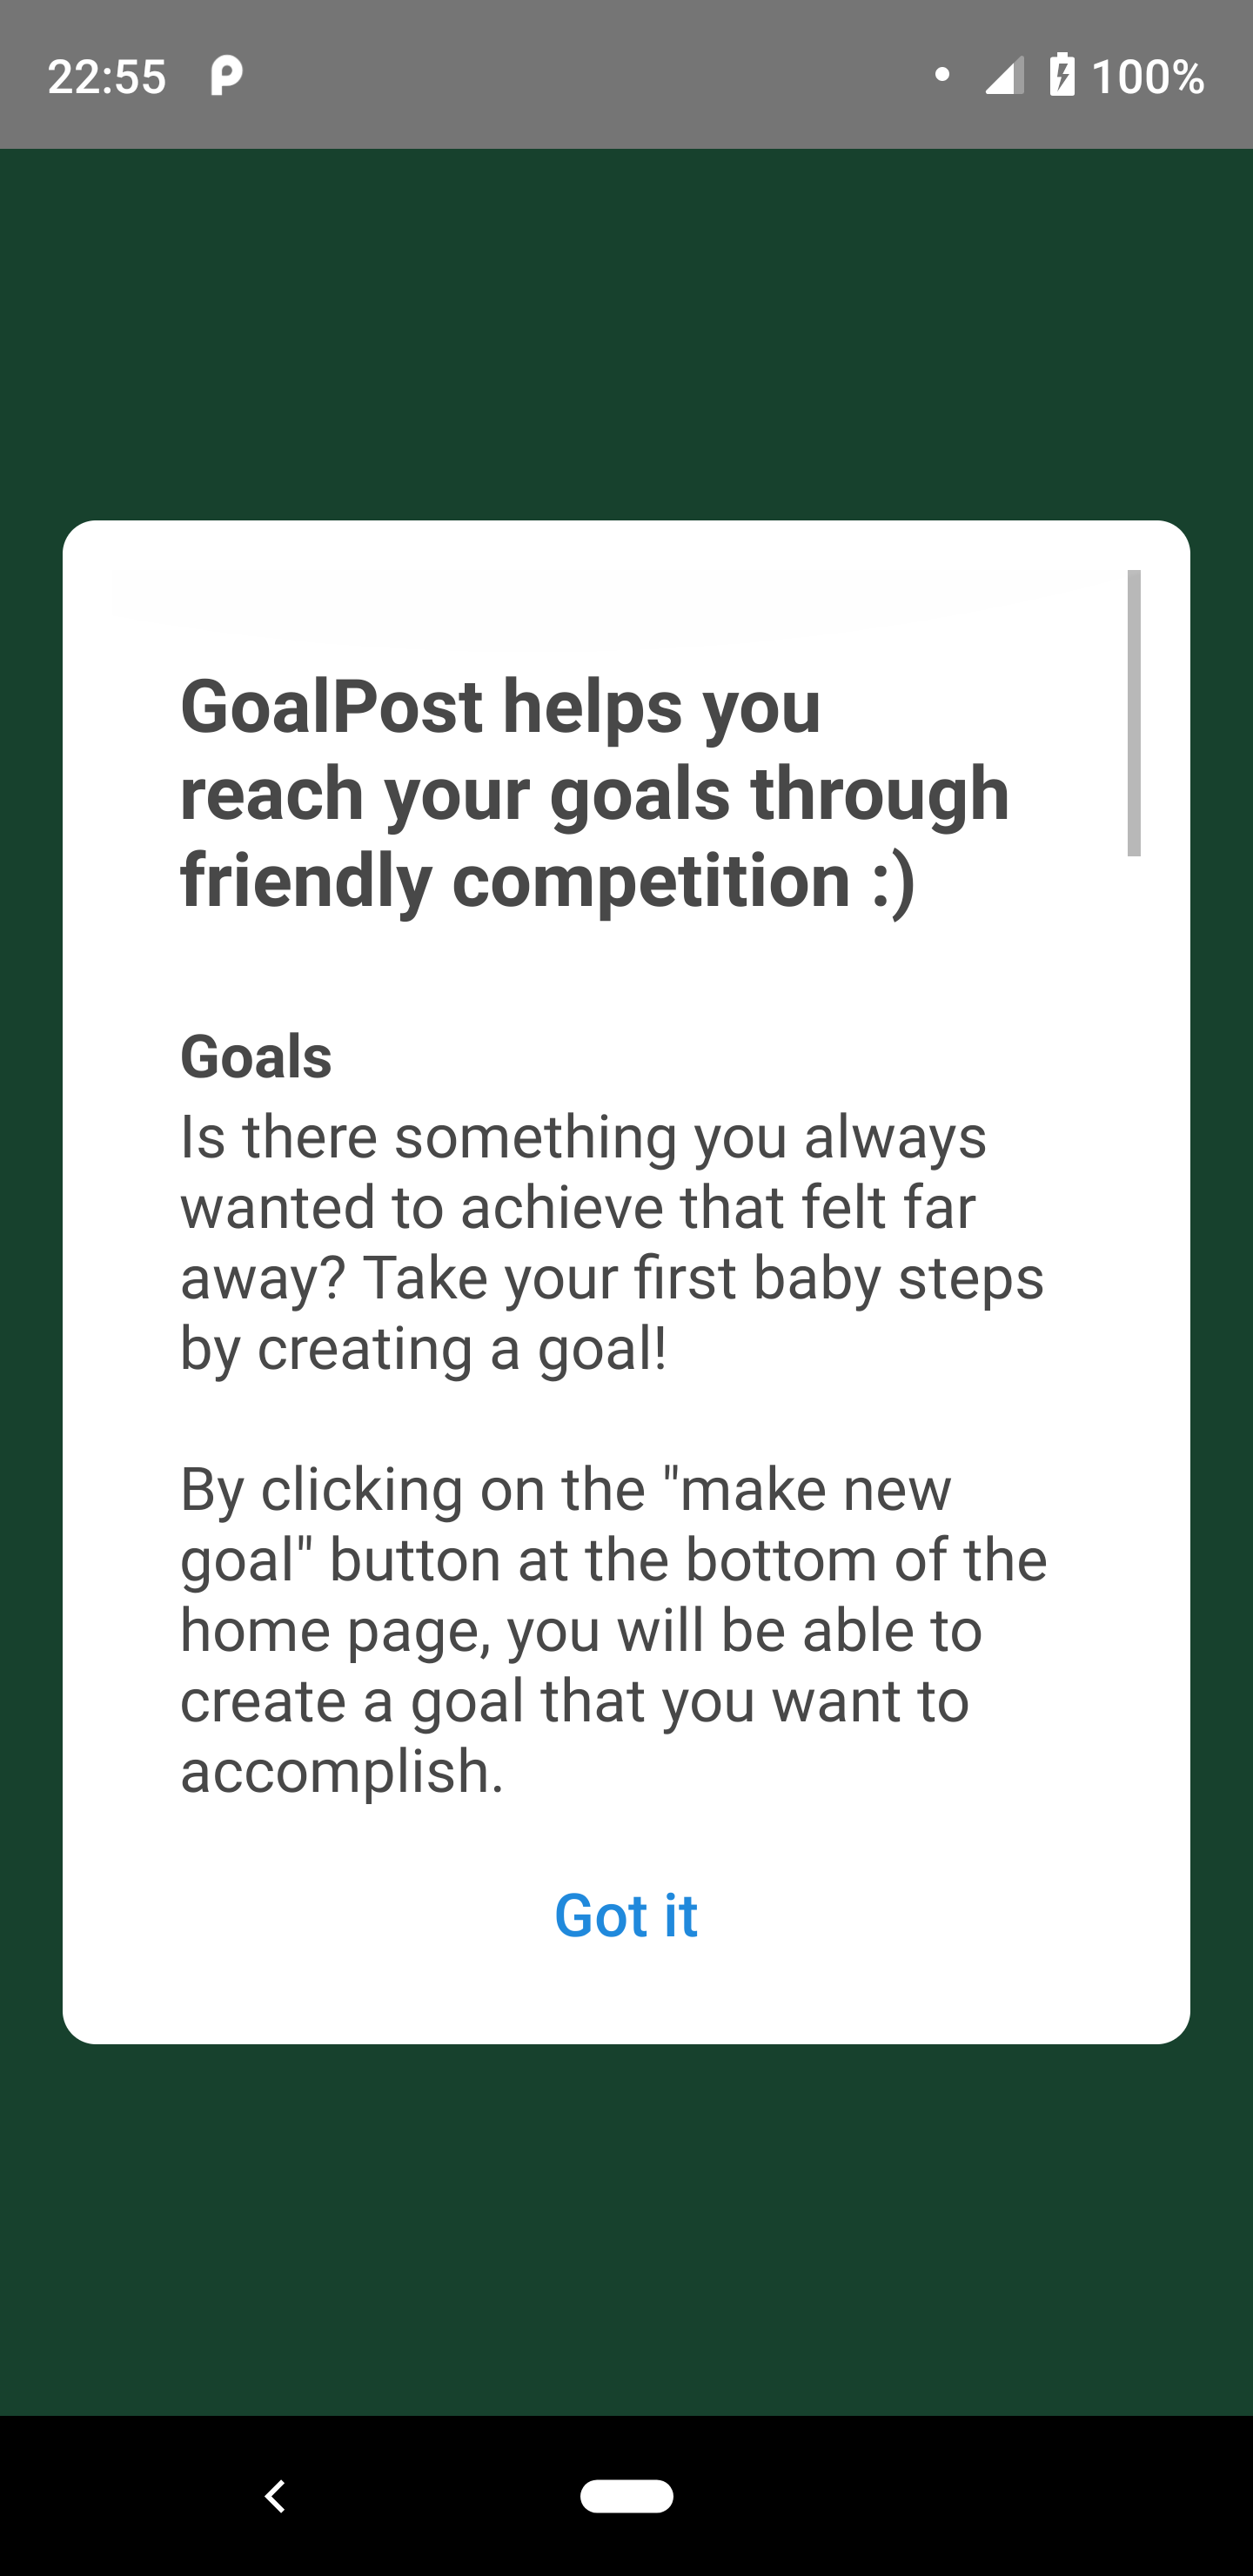 22:55
100%
GoalPost helps you
reach your goals through
friendly competition :)
Goals
Is there something you always
wanted to achieve that felt far
away? Take your first baby steps
by creating a goal!
By clicking on the "make new
goal" button at the bottom of the
home page, you will be able to
create a goal that you want to
accomplish.
Got it